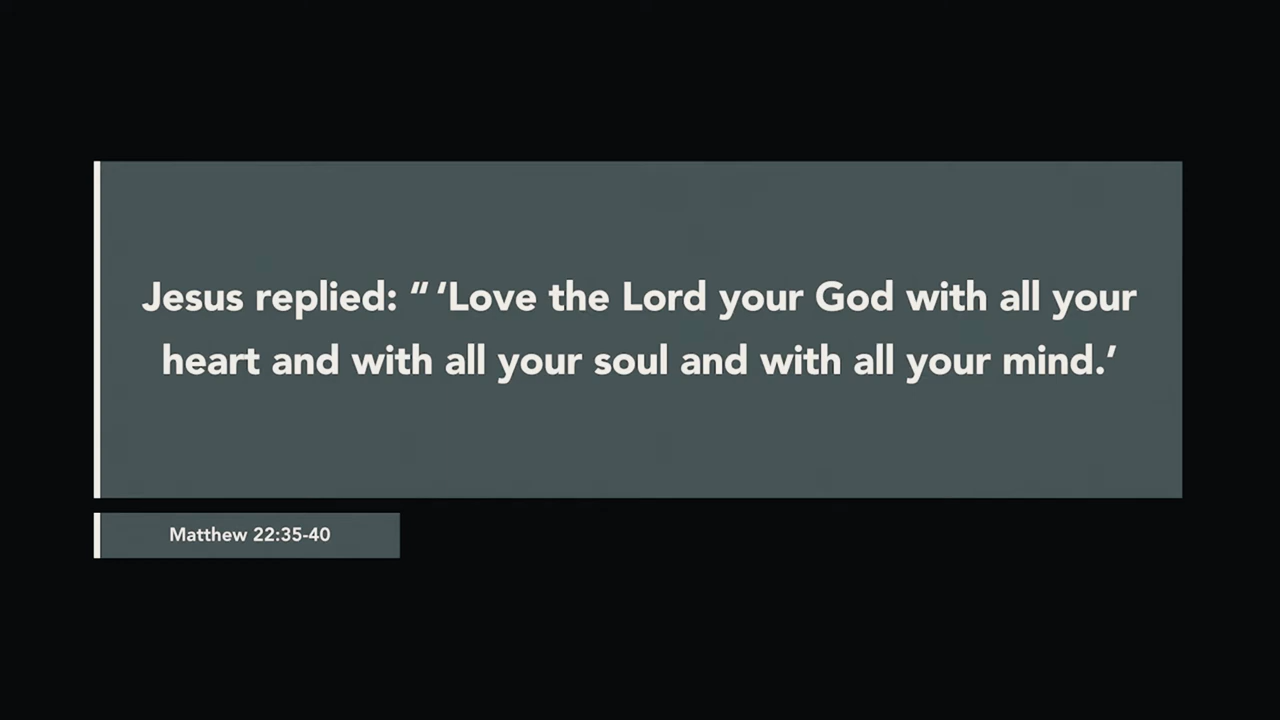 Jesus replied: “ ‘Love the Lord your God with all your
heart and with all your soul and with all your mind.’
Matthew 22:35-40